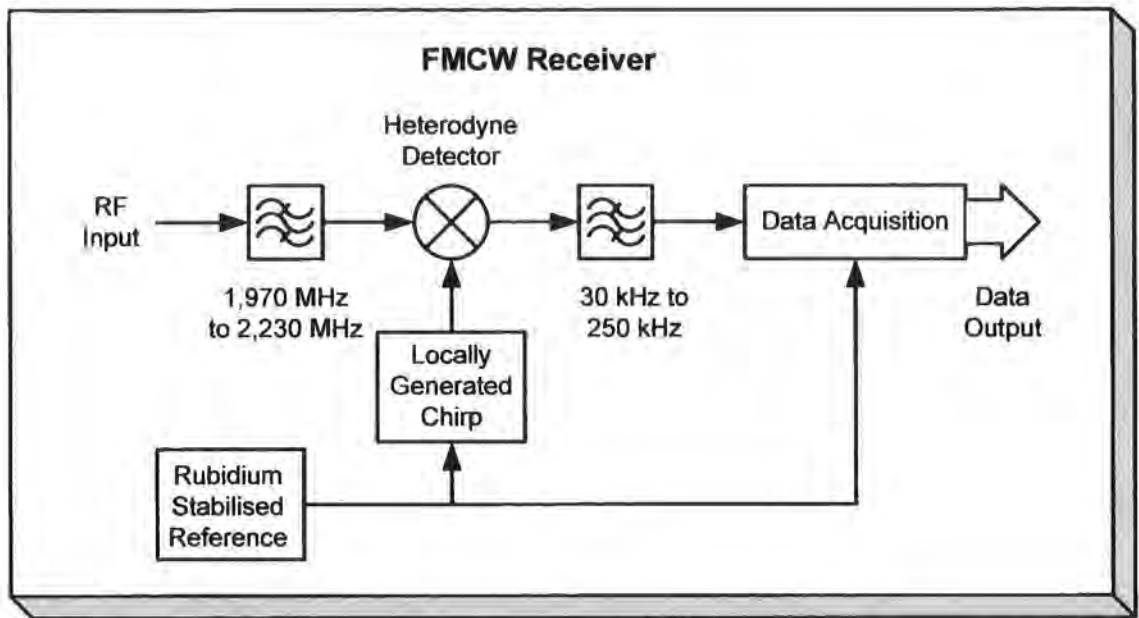 FMCW Receiver
Heterodyne
Detector
RF
Input
Data Acquisition
1,970 MHz
to 2,230 MHz
30 kHz to
250 kHz
Data
Output
Locally
Generated
Chirp
Rubidium
Stabilised
Reference